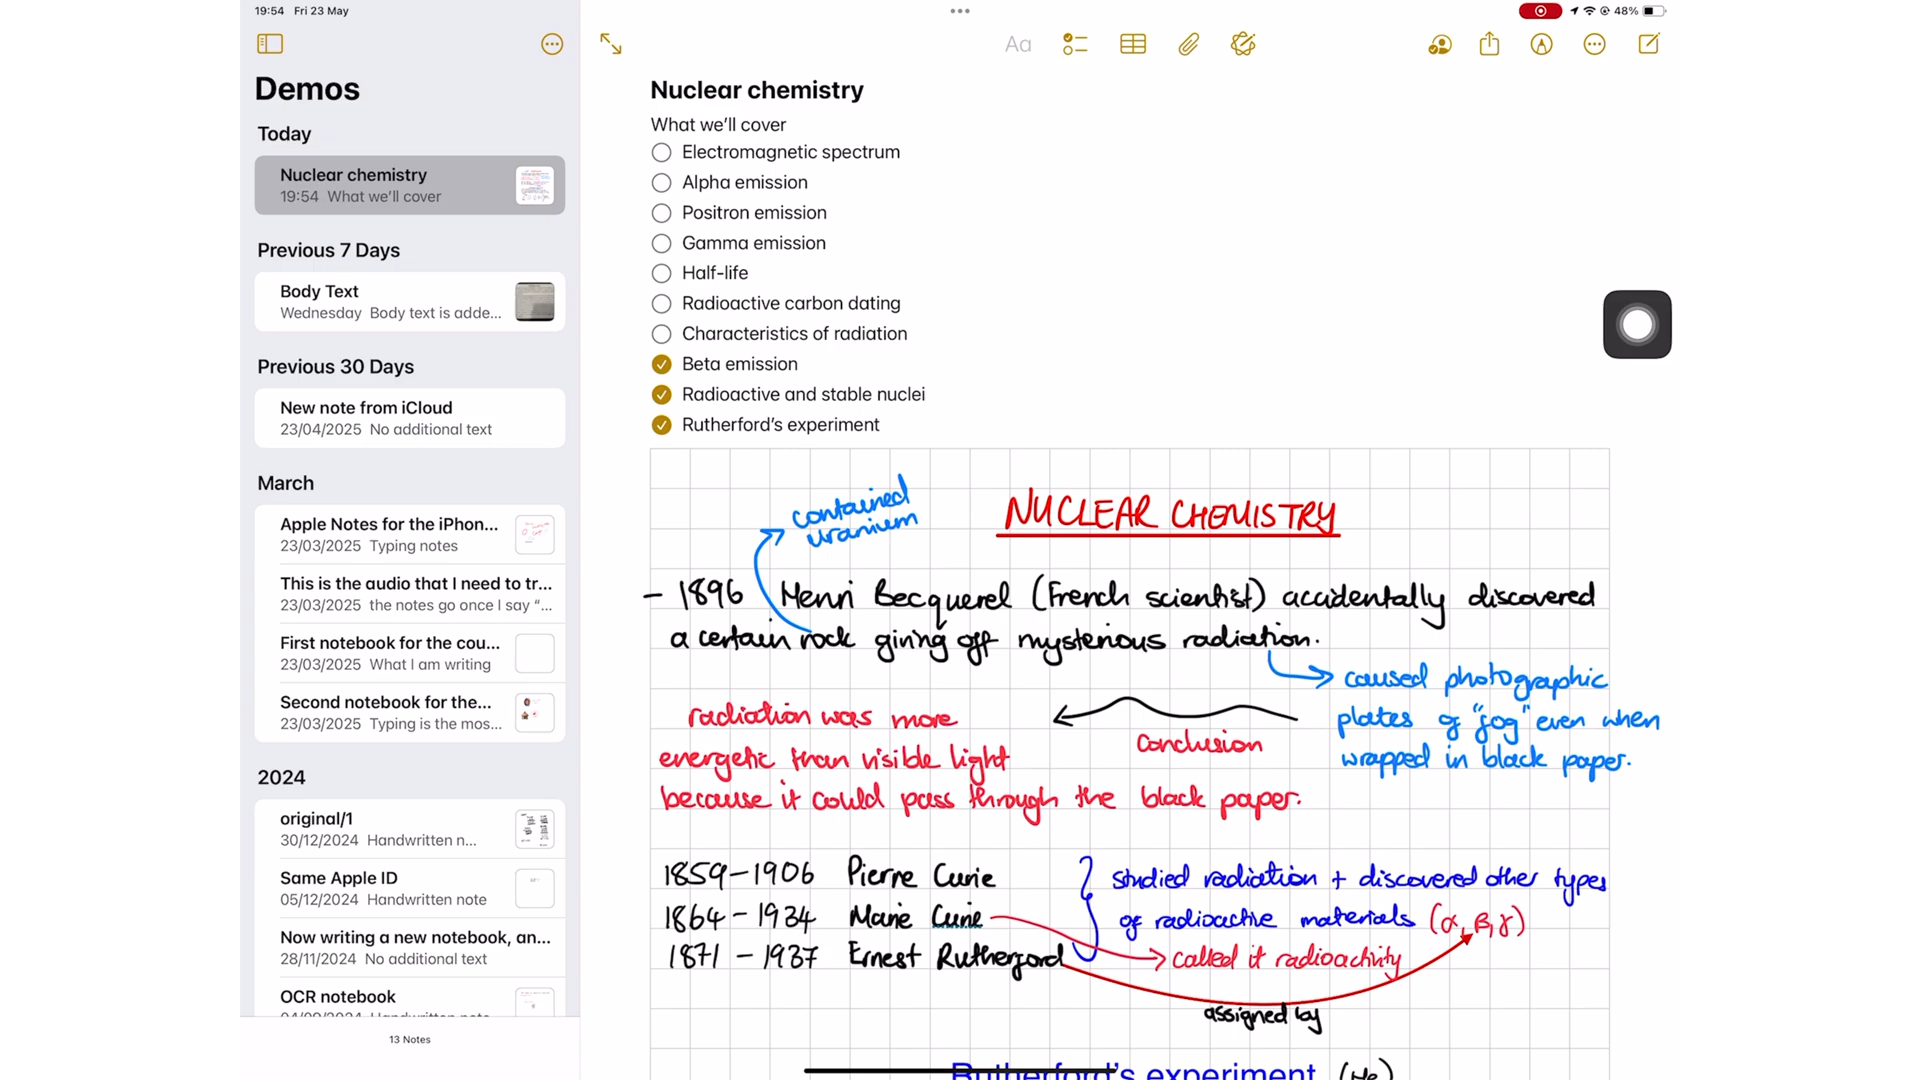 19:54 Fri 23 May
48%
Demos
Today
Nuclear chemistry
19:54 What we'll cover
Previous 7 Days
Body Text
Wednesday Body text is adde...
Previous 30 Days
New note from iCloud
23/04/2025 No additional text
March
Apple Notes for the iPhon...
23/03/2025 Typing notes
This is the audio that I need to tr...
23/03/2025 the notes go once I say “...
First notebook for the cou...
23/03/2025 What I am writing
Second notebook for the...
23/03/2025 Typing is the mos...
2024
original/1
30/12/2024 Handwritten n...
Same Apple ID
05/12/2024 Handwritten note
Now writing a new notebook, an...
28/11/2024 No additional text
OCR notebook
04/09/2024 Handwritten note
13 Notes
Aa
Nuclear chemistry
What we'll cover
Electromagnetic spectrum
Alpha emission
Positron emission
Gamma emission
Half-life
Radioactive carbon dating
Characteristics of radiation
Beta emission
Radioactive and stable nuclei
Rutherford's experiment
contained
uranium
NUCLEAR CHEMISTRY
- 1896 Henri Becquerel (French scientist) accidentally discovered
a certain rock giving off mysterious radiation.
caused photographic
plates of "fog" even when
wrapped in black paper.
Conclusion
radiation was more
energetic than visible light
because it could pass through the black paper.
1859-1906 Pierre Curie
1864-1934 Marie Curie
1871-1937 Ernest Rutherford
studied radiation + discovered other types
of radioactive materials (α, β, γ)
called it radioactivity
assigned by
Rutherford's experiment (He)